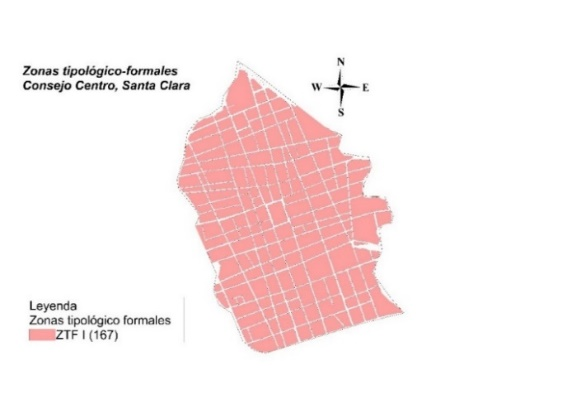 Zonas tipológico-formales
Consejo Centro, Santa Clara
N
W E
S
Leyenda
Zonas tipológico formales
ZTF I (167)